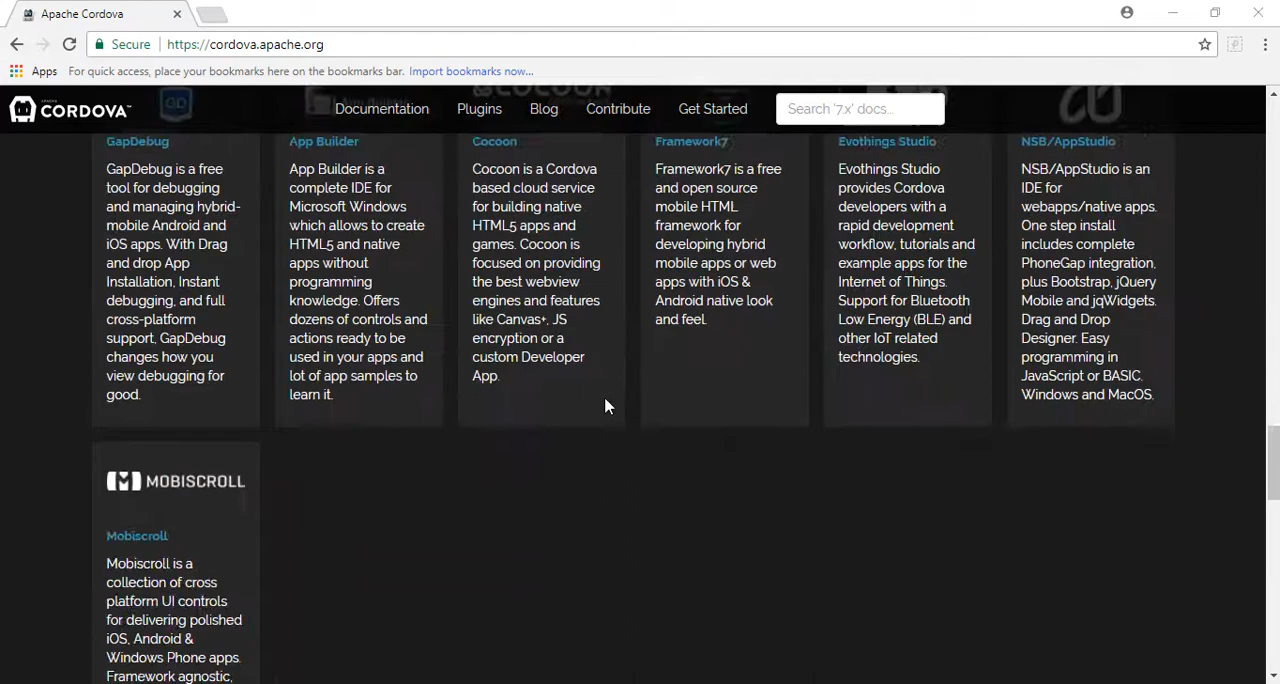 Apache Cordova
Secure https://cordova.apache.org
Apps For quick access, place your bookmarks here on the bookmarks bar. Import bookmarks now...
APACHE
CORDOVA™ Documentation Plugins Blog Contribute Get Started Search '7.x' docs...
GapDebug
GapDebug is a free
tool for debugging
and managing hybrid-
mobile Android and
iOS apps. With Drag
and drop App
Installation, Instant
debugging, and full
cross-platform
support, GapDebug
changes how you
view debugging for
good.
App Builder
App Builder is a
complete IDE for
Microsoft Windows
which allows to create
HTML5 and native
apps without
programming
knowledge. Offers
dozens of controls and
actions ready to be
used in your apps and
lot of app samples to
learn it.
COCOON
Cocoon
Cocoon is a Cordova
based cloud service
for building native
HTML5 apps and
games. Cocoon is
focused on providing
the best webview
engines and features
like Canvas+, JS
encryption or a
custom Developer
App.
Framework7
Framework7 is a free
and open source
mobile HTML
framework for
developing hybrid
mobile apps or web
apps with iOS &
Android native look
and feel.
Evothings Studio
Evothings Studio
provides Cordova
developers with a
rapid development
workflow, tutorials and
example apps for the
Internet of Things.
Support for Bluetooth
Low Energy (BLE) and
other IoT related
technologies.
NSB/AppStudio
NSB/AppStudio is an
IDE for
webapps/native apps.
One step install
includes complete
PhoneGap integration,
plus Bootstrap, jQuery
Mobile and jqWidgets.
Drag and Drop
Designer. Easy
programming in
JavaScript or BASIC.
Windows and MacOS.
MOBISCROLL
Mobiscroll
Mobiscroll is a
collection of cross
platform UI controls
for delivering polished
iOS, Android &
Windows Phone apps.
Framework agnostic,